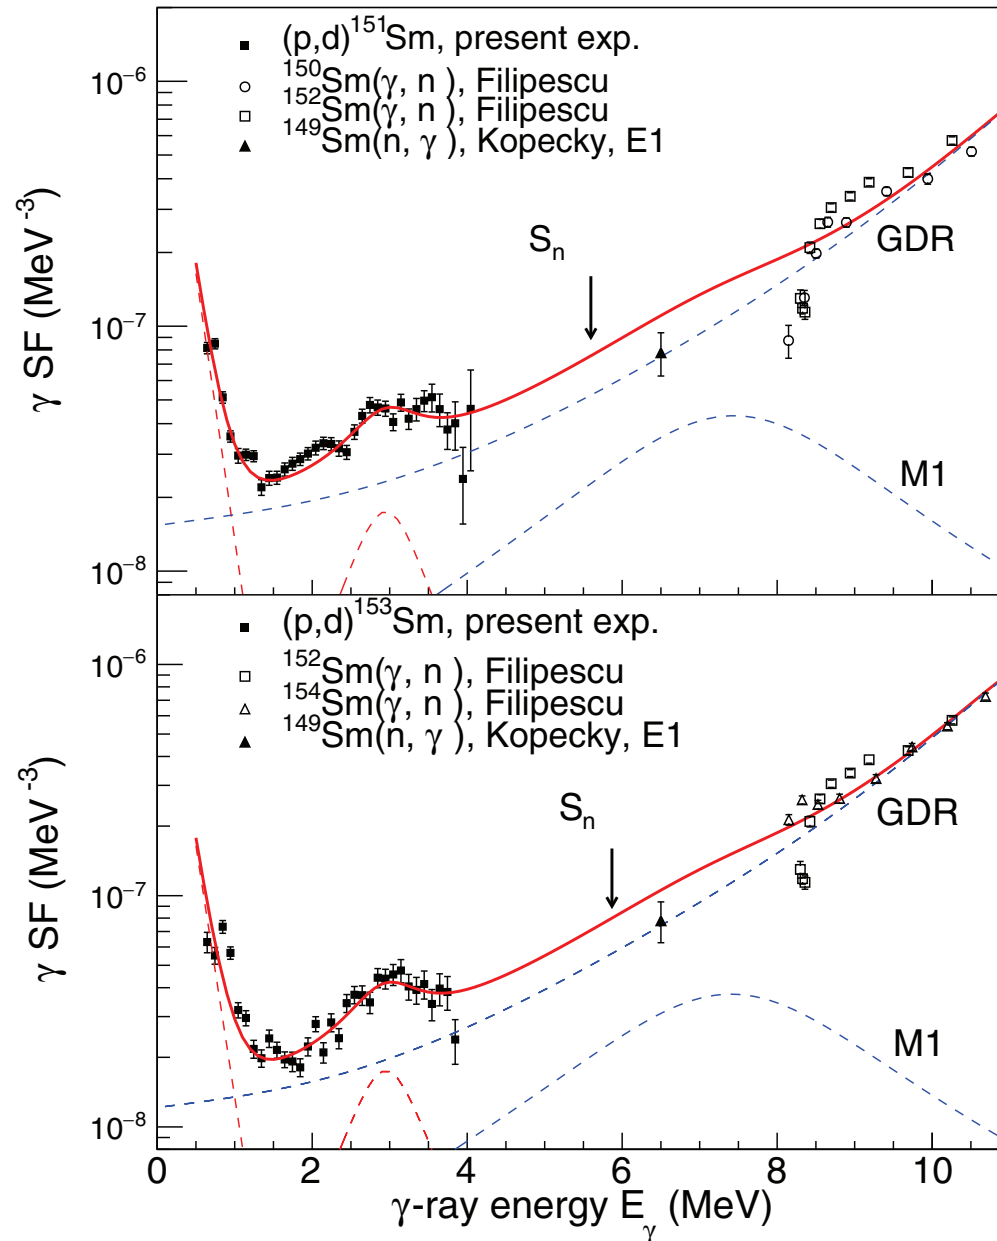 (p,d)¹⁵¹Sm, present exp.
¹⁵⁰Sm(γ, n ), Filipescu
¹⁵²Sm(γ, n ), Filipescu
¹⁴⁹Sm(n, γ ), Kopecky, E1
10⁻⁶
10⁻⁷
10⁻⁸
γ SF (MeV⁻³)
Sₙ
GDR
M1
(p,d)¹⁵³Sm, present exp.
¹⁵²Sm(γ, n ), Filipescu
¹⁵⁴Sm(γ, n ), Filipescu
¹⁴⁹Sm(n, γ ), Kopecky, E1
10⁻⁶
10⁻⁷
10⁻⁸
γ SF (MeV⁻³)
Sₙ
GDR
M1
0 2 4 6 8 10
γ-ray energy E_γ (MeV)